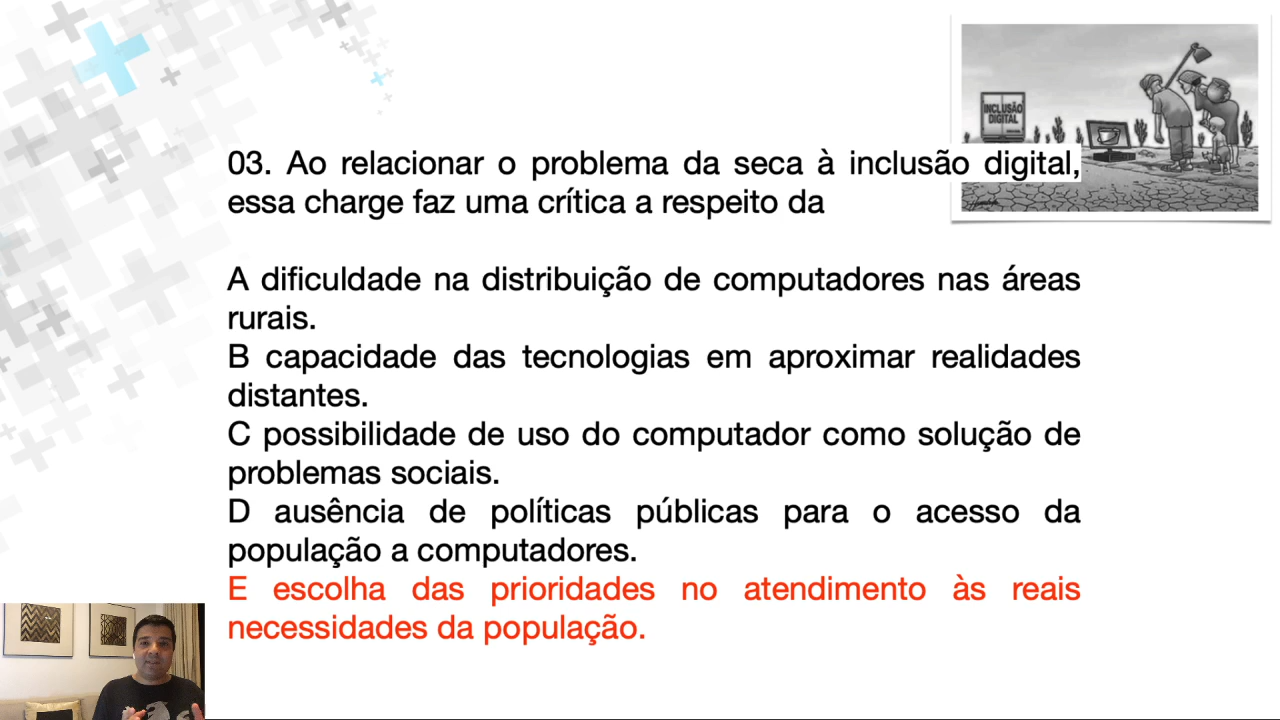 INCLUSÃO
DIGITAL
03. Ao relacionar o problema da seca à inclusão digital,
essa charge faz uma crítica a respeito da
A dificuldade na distribuição de computadores nas áreas
rurais.
B capacidade das tecnologias em aproximar realidades
distantes.
C possibilidade de uso do computador como solução de
problemas sociais.
D ausência de políticas públicas para o acesso da
população a computadores.
E escolha das prioridades no atendimento às reais
necessidades da população.